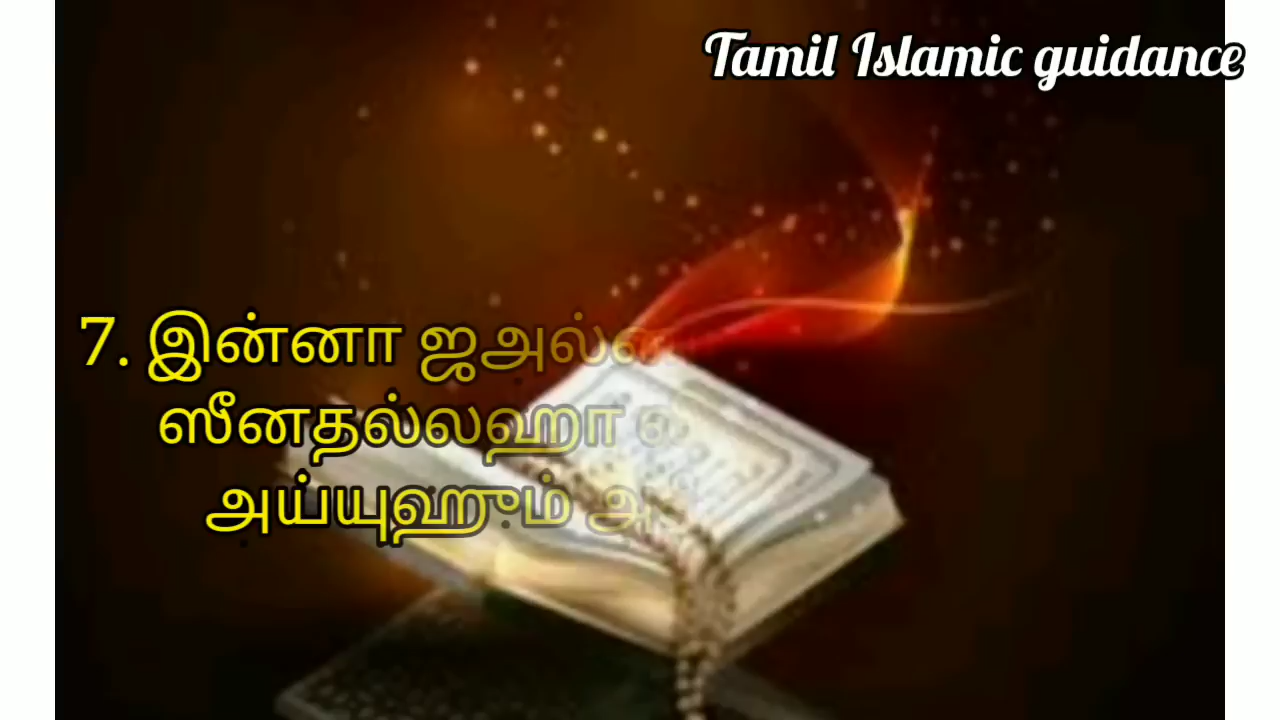 Tamil Islamic guidance
7. இன்னா ஜஅல்ன
ஸீனதல்லஹா
அய்யுஹும் அ